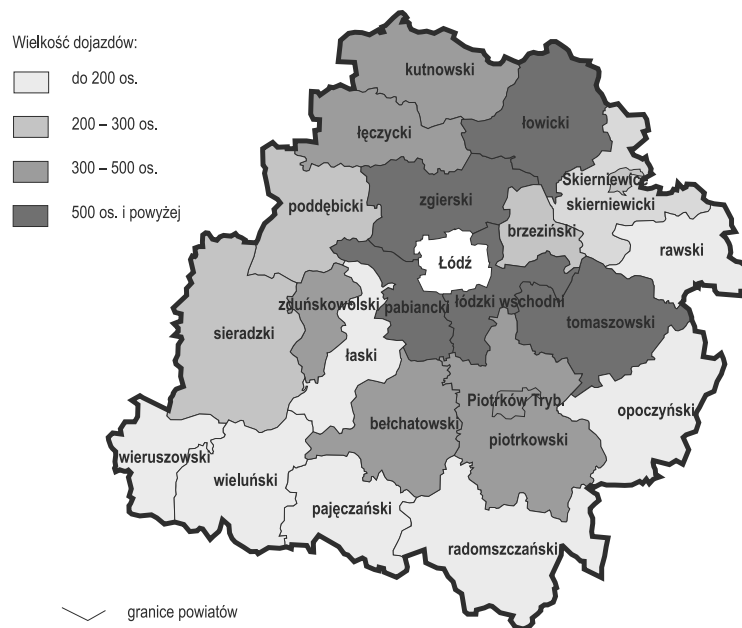 Wielkość dojazdów:
do 200 os.
200 – 300 os.
300 – 500 os.
500 os. i powyżej
kutnowski
łowicki
łęczycki
Skierniewice
zgierski
poddębicki
skierniewicki
brzeziński
rawski
Łódź
zduńskowolski
pabiancki
łódzki wschodni
tomaszowski
sieradzki
łaski
Piotrków Tryb.
opoczyński
bełchatowski
piotrkowski
wieruszowski
wieluński
pajęczański
radomszczański
granice powiatów